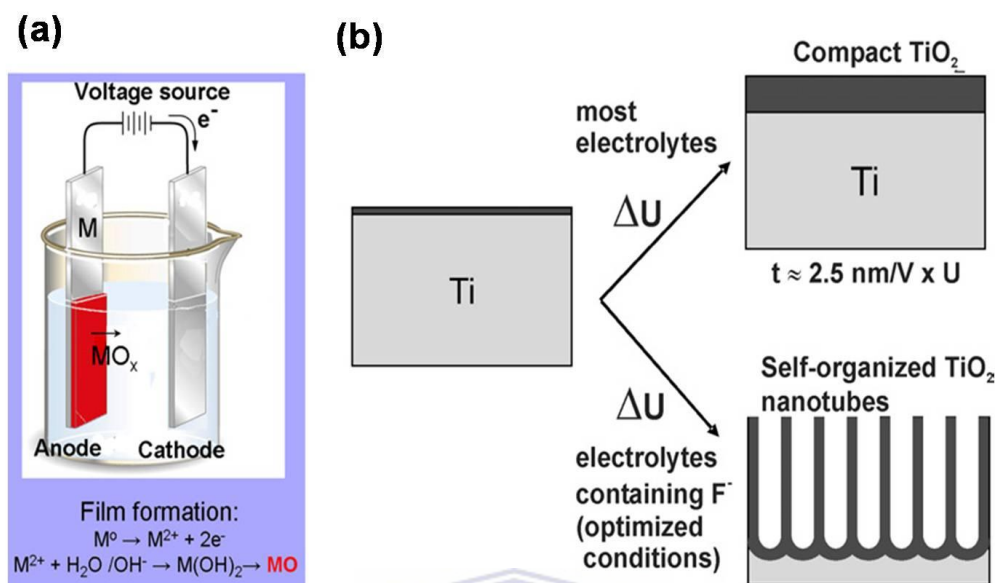 (a)
Voltage source
e⁻
M
MOₓ
Anode Cathode
Film formation:
Mº → M²⁺ + 2e⁻
M²⁺ + H₂O /OH⁻ → M(OH)₂→ MO
(b)
Ti
most
electrolytes
ΔU
Compact TiO₂
Ti
t ≈ 2.5 nm/V x U
ΔU
electrolytes
containing F⁻
(optimized
conditions)
Self-organized TiO₂
nanotubes